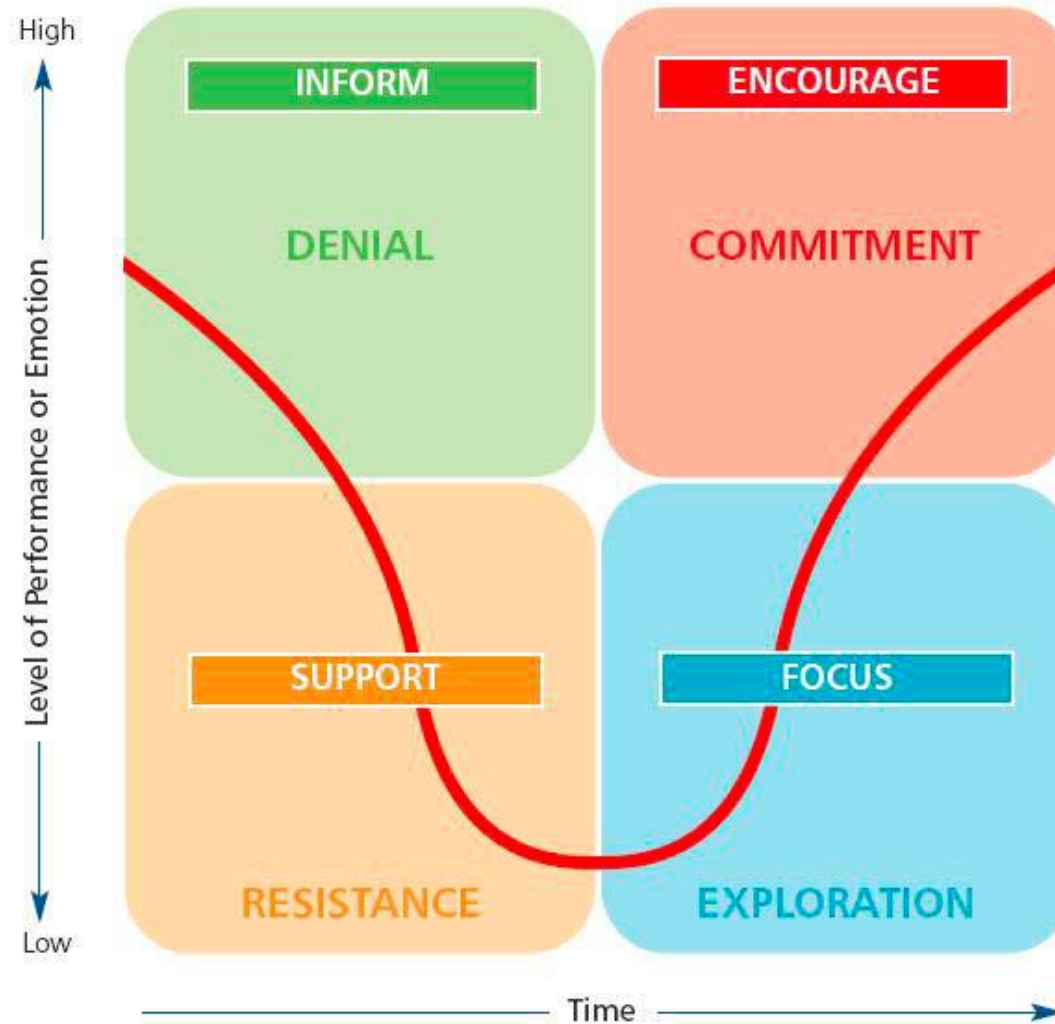 High
INFORM
ENCOURAGE
DENIAL
COMMITMENT
Level of Performance or Emotion
SUPPORT
FOCUS
RESISTANCE
EXPLORATION
Low
Time